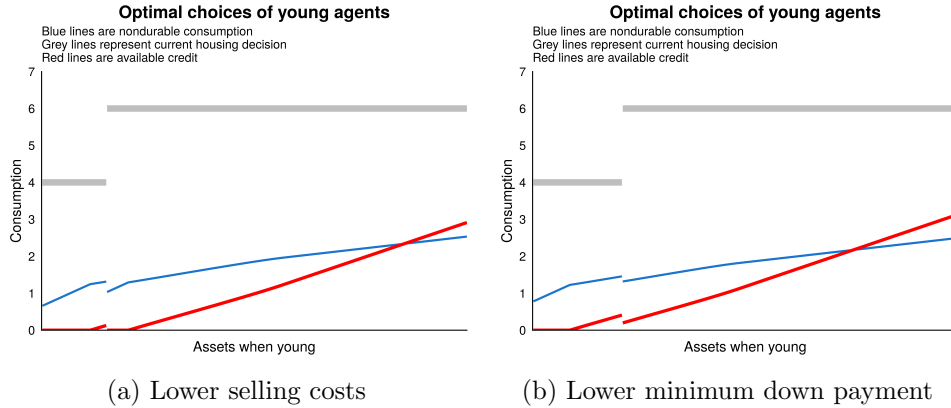 Optimal choices of young agents
Blue lines are nondurable consumption
Grey lines represent current housing decision
Red lines are available credit
7
6
5
4
3
2
1
0
Consumption
Assets when young
(a) Lower selling costs
Optimal choices of young agents
Blue lines are nondurable consumption
Grey lines represent current housing decision
Red lines are available credit
7
6
5
4
3
2
1
0
Consumption
Assets when young
(b) Lower minimum down payment